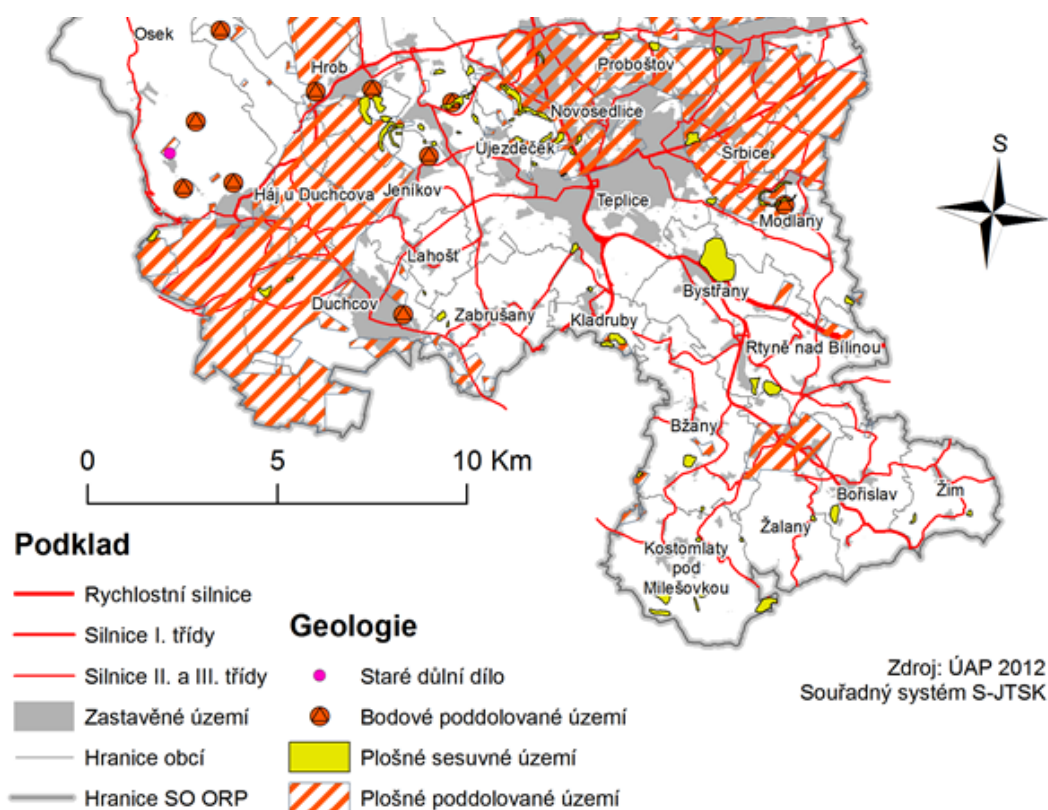 Osek
Hrob
Proboštov
Novosedlice
Újezdeček
Srbice
Háj u Duchcova
Jeníkov
Teplice
Modlany
Lahošť
Bystřany
Duchcov
Zabrušany
Kladruby
Rtyně nad Bílinou
Bžany
Bořislav
Žim
Žalany
Kostomlaty
pod
Milešovkou
S
0 5 10 Km
Podklad
Rychlostní silnice
Silnice I. třídy
Silnice II. a III. třídy
Zastavěné území
Hranice obcí
Hranice SO ORP
Geologie
Staré důlní dílo
Bodové poddolované území
Plošné sesuvné území
Plošné poddolované území
Zdroj: ÚAP 2012
Souřadný systém S-JTSK